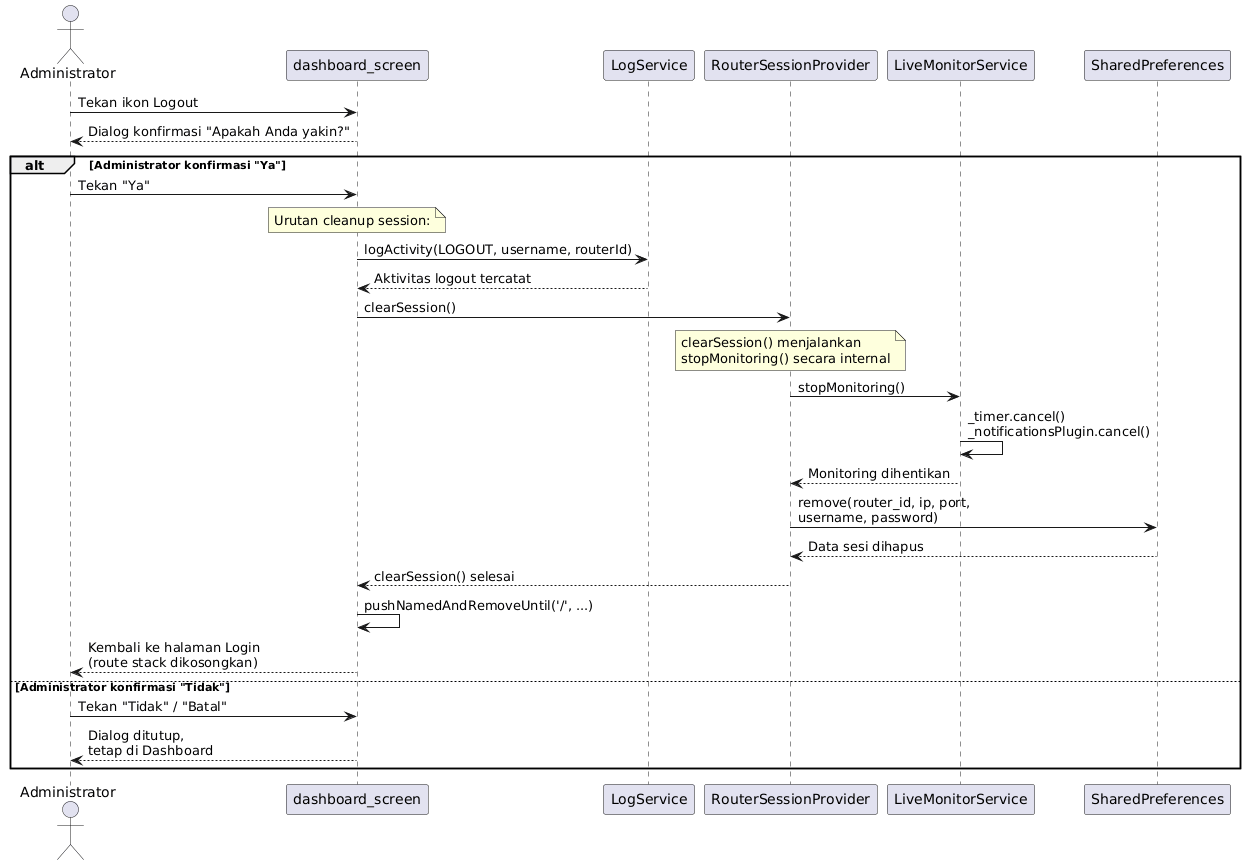 Administrator
dashboard_screen
LogService
RouterSessionProvider
LiveMonitorService
SharedPreferences
Tekan ikon Logout
Dialog konfirmasi "Apakah Anda yakin?"
alt
[Administrator konfirmasi "Ya"]
Tekan "Ya"
Urutan cleanup session:
logActivity(LOGOUT, username, routerId)
Aktivitas logout tercatat
clearSession()
clearSession() menjalankan
stopMonitoring() secara internal
stopMonitoring()
_timer.cancel()
_notificationsPlugin.cancel()
Monitoring dihentikan
remove(router_id, ip, port,
username, password)
Data sesi dihapus
clearSession() selesai
pushNamedAndRemoveUntil('/', ...)
Kembali ke halaman Login
(route stack dikosongkan)
[Administrator konfirmasi "Tidak"]
Tekan "Tidak" / "Batal"
Dialog ditutup,
tetap di Dashboard
Administrator
dashboard_screen
LogService
RouterSessionProvider
LiveMonitorService
SharedPreferences